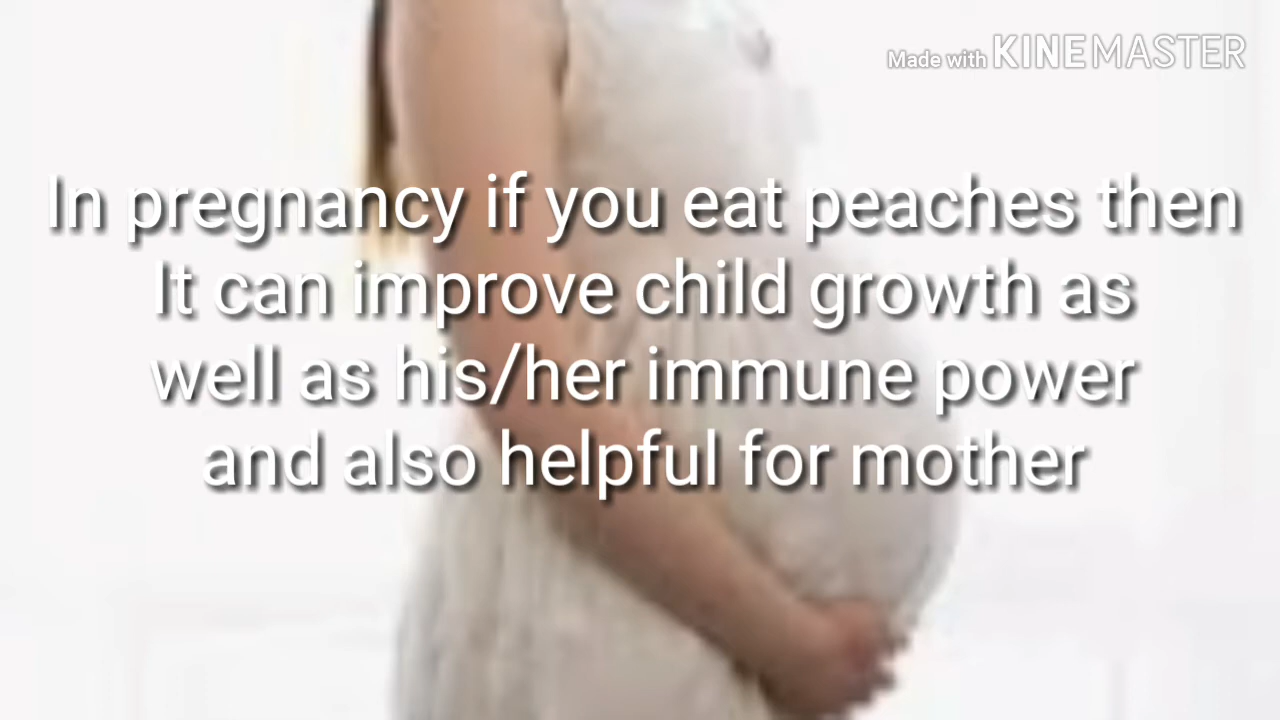 Made with KINEMASTER
In pregnancy if you eat peaches then
It can improve child growth as
well as his/her immune power
and also helpful for mother